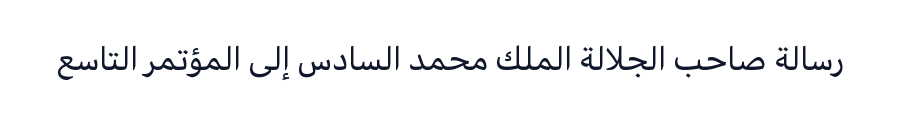 رسالة صاحب الجلالة الملك محمد السادس إلى المؤتمر التاسع